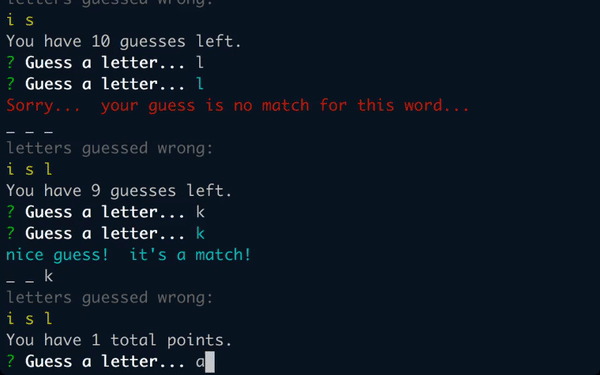 letters guessed wrong:
i s
You have 10 guesses left.
? Guess a letter... l
? Guess a letter... l
Sorry...  your guess is no match for this word...
_ _ _
letters guessed wrong:
i s l
You have 9 guesses left.
? Guess a letter... k
? Guess a letter... k
nice guess!  it's a match!
_ _ k
letters guessed wrong:
i s l
You have 1 total points.
? Guess a letter... a